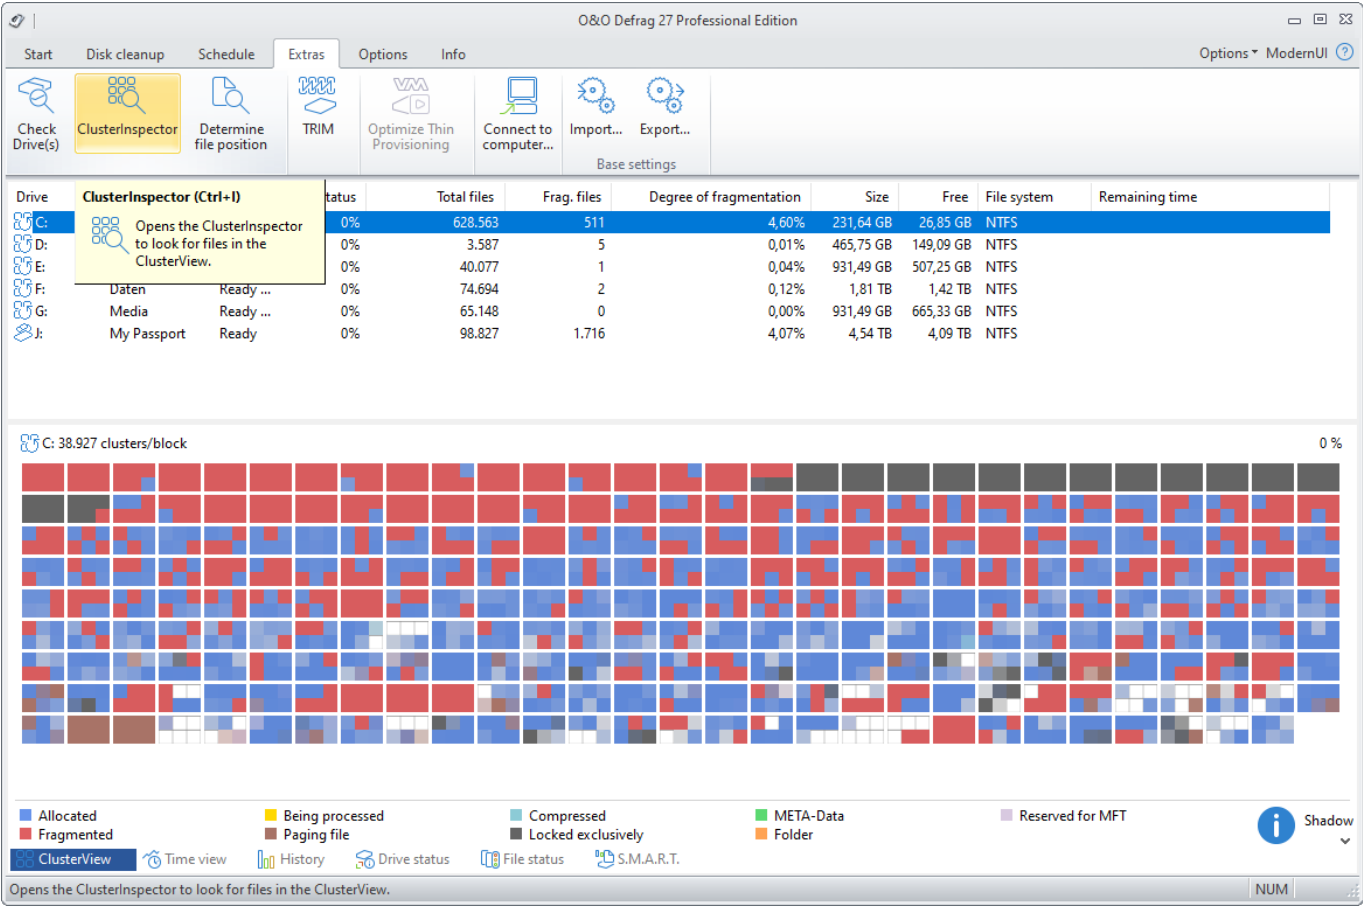 O&O Defrag 27 Professional Edition
Start Disk cleanup Schedule Extras Options Info Options ModernUI ?
Check Drive(s)
ClusterInspector
Determine file position
TRIM
Optimize Thin Provisioning
Connect to computer...
Import...
Export...
Base settings
Drive tatus Total files Frag. files Degree of fragmentation Size Free File system Remaining time
ClusterInspector (Ctrl+I)
Opens the ClusterInspector
to look for files in the
ClusterView.
C: 0% 628.563 511 4,60% 231,64 GB 26,85 GB NTFS
D: 0% 3.587 5 0,01% 465,75 GB 149,09 GB NTFS
E: 0% 40.077 1 0,04% 931,49 GB 507,25 GB NTFS
F: Daten Ready ... 0% 74.694 2 0,12% 1,81 TB 1,42 TB NTFS
G: Media Ready ... 0% 65.148 0 0,00% 931,49 GB 665,33 GB NTFS
J: My Passport Ready 0% 98.827 1.716 4,07% 4,54 TB 4,09 TB NTFS
C: 38.927 clusters/block 0 %
Allocated Being processed Compressed META-Data Reserved for MFT
Fragmented Paging file Locked exclusively Folder
Shadow
ClusterView Time view History Drive status File status S.M.A.R.T.
Opens the ClusterInspector to look for files in the ClusterView. NUM